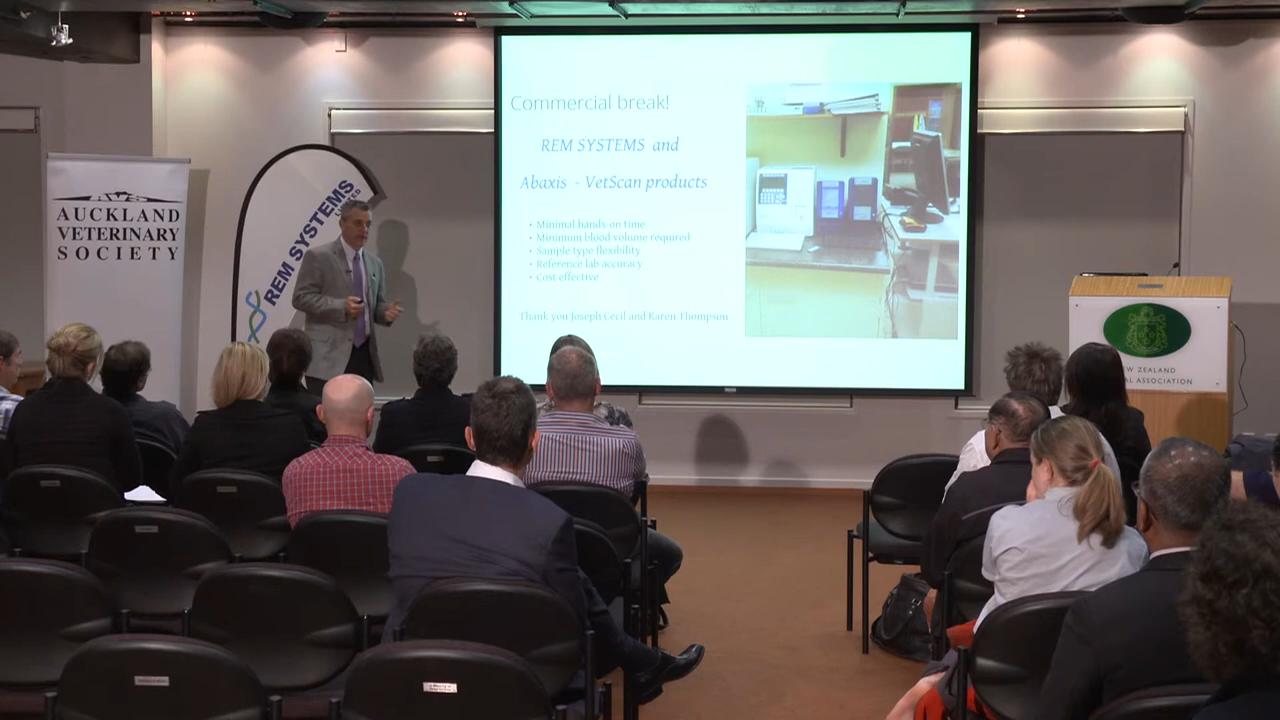 AUCKLAND
VETERINARY
SOCIETY
REM SYSTEMS
LIMITED
Commercial break!
REM SYSTEMS and
Abaxis - VetScan products
• Minimal hands on time
• Minimum blood volume required
• Sample type flexibility
• Reference lab accuracy
• Cost effective
Thank you Joseph Cecil and Karen Thompson
ZEALAND
ASSOCIATION